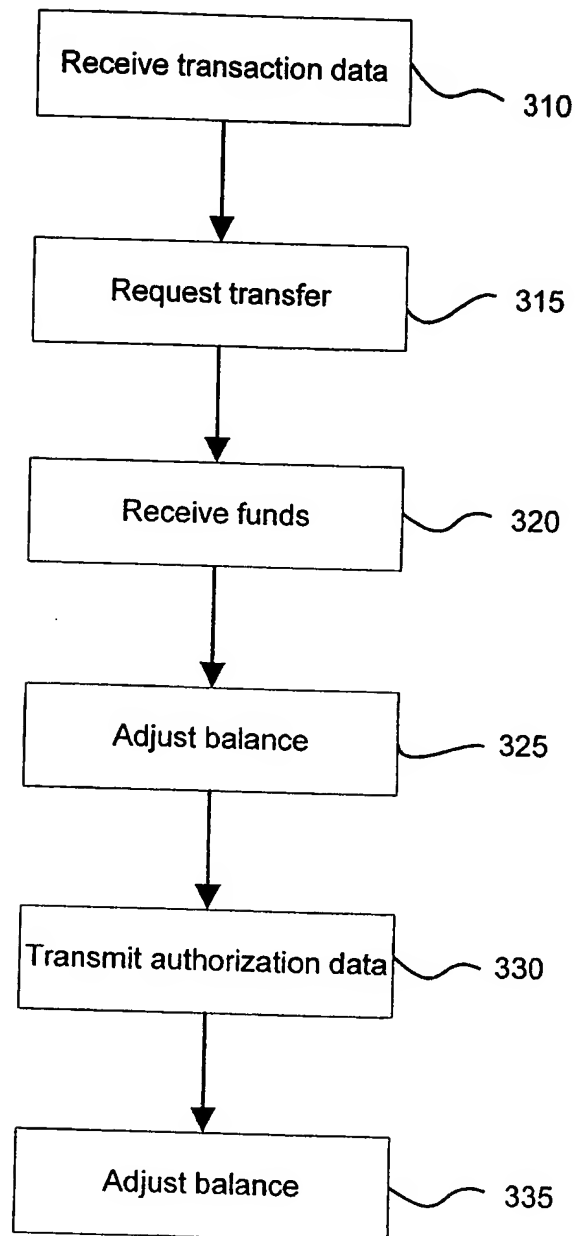 Receive transaction data
310
Request transfer
315
Receive funds
320
Adjust balance
325
Transmit authorization data
330
Adjust balance
335